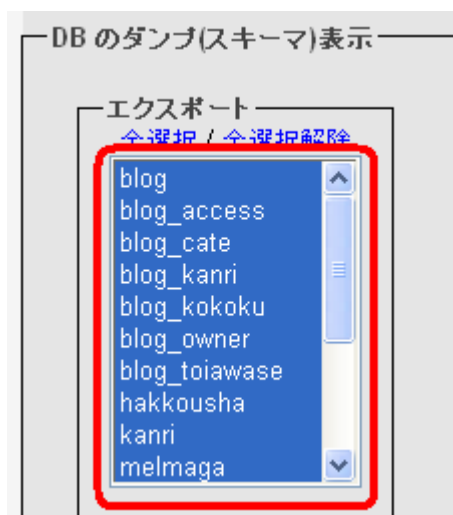 DB のダンプ(スキーマ)表示
エクスポート
全選択 / 全選択解除
blog
blog_access
blog_cate
blog_kanri
blog_kokoku
blog_owner
blog_toiawase
hakkousha
kanri
melmaga